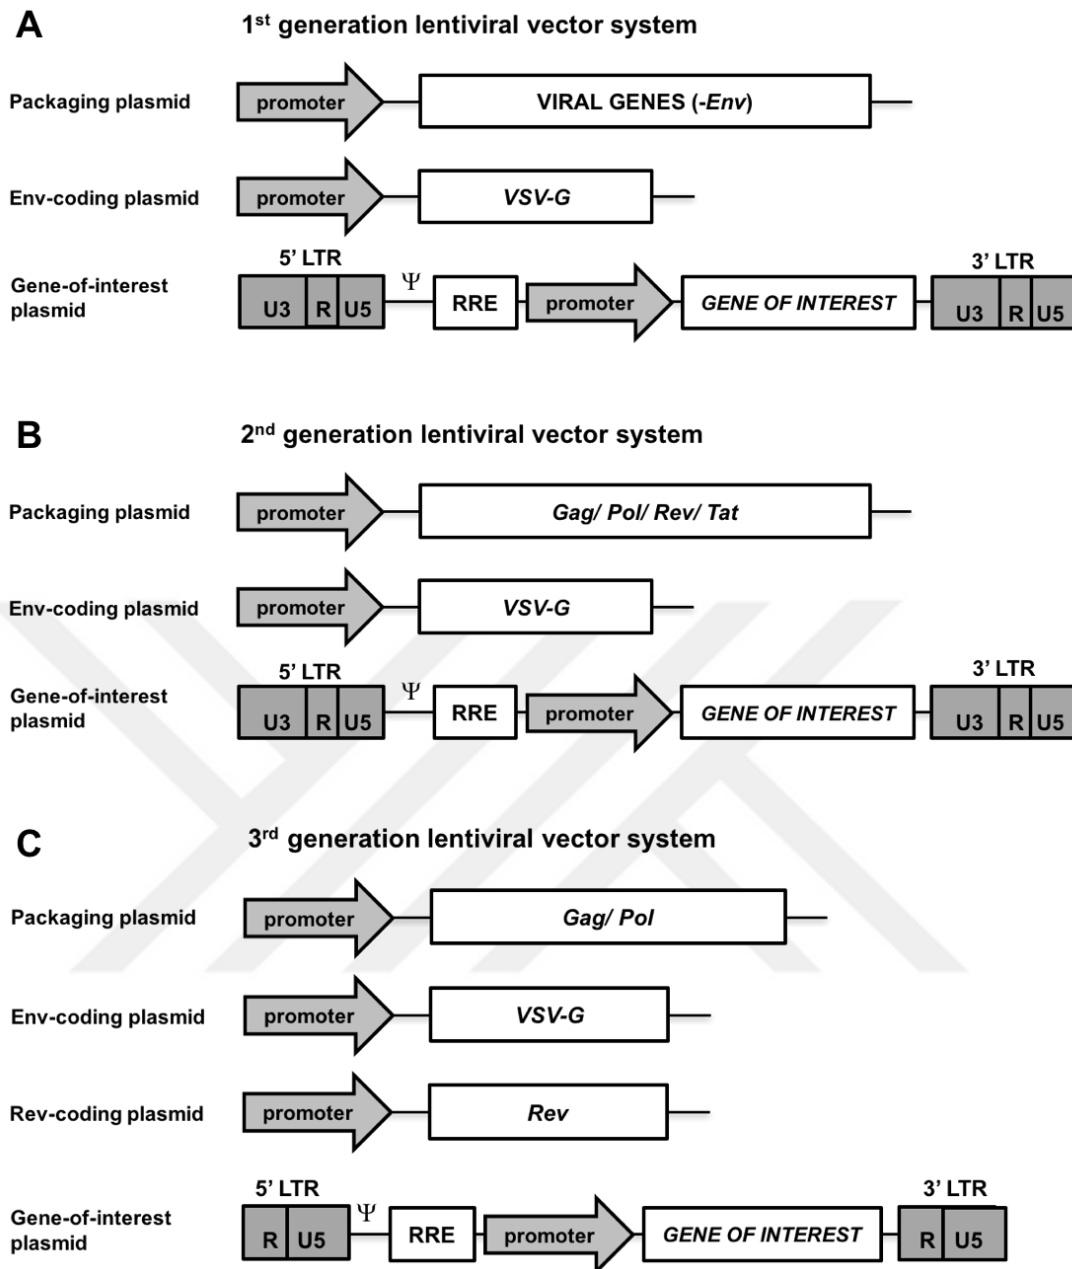 A
1st generation lentiviral vector system
Packaging plasmid
promoter
VIRAL GENES (-Env)
Env-coding plasmid
promoter
VSV-G
5’ LTR
3’ LTR
Gene-of-interest
plasmid
U3 R U5
Ψ
RRE
promoter
GENE OF INTEREST
U3 R U5
B
2nd generation lentiviral vector system
Packaging plasmid
promoter
Gag/ Pol/ Rev/ Tat
Env-coding plasmid
promoter
VSV-G
5’ LTR
3’ LTR
Gene-of-interest
plasmid
U3 R U5
Ψ
RRE
promoter
GENE OF INTEREST
U3 R U5
C
3rd generation lentiviral vector system
Packaging plasmid
promoter
Gag/ Pol
Env-coding plasmid
promoter
VSV-G
Rev-coding plasmid
promoter
Rev
5’ LTR
3’ LTR
Gene-of-interest
plasmid
R U5
Ψ
RRE
promoter
GENE OF INTEREST
R U5